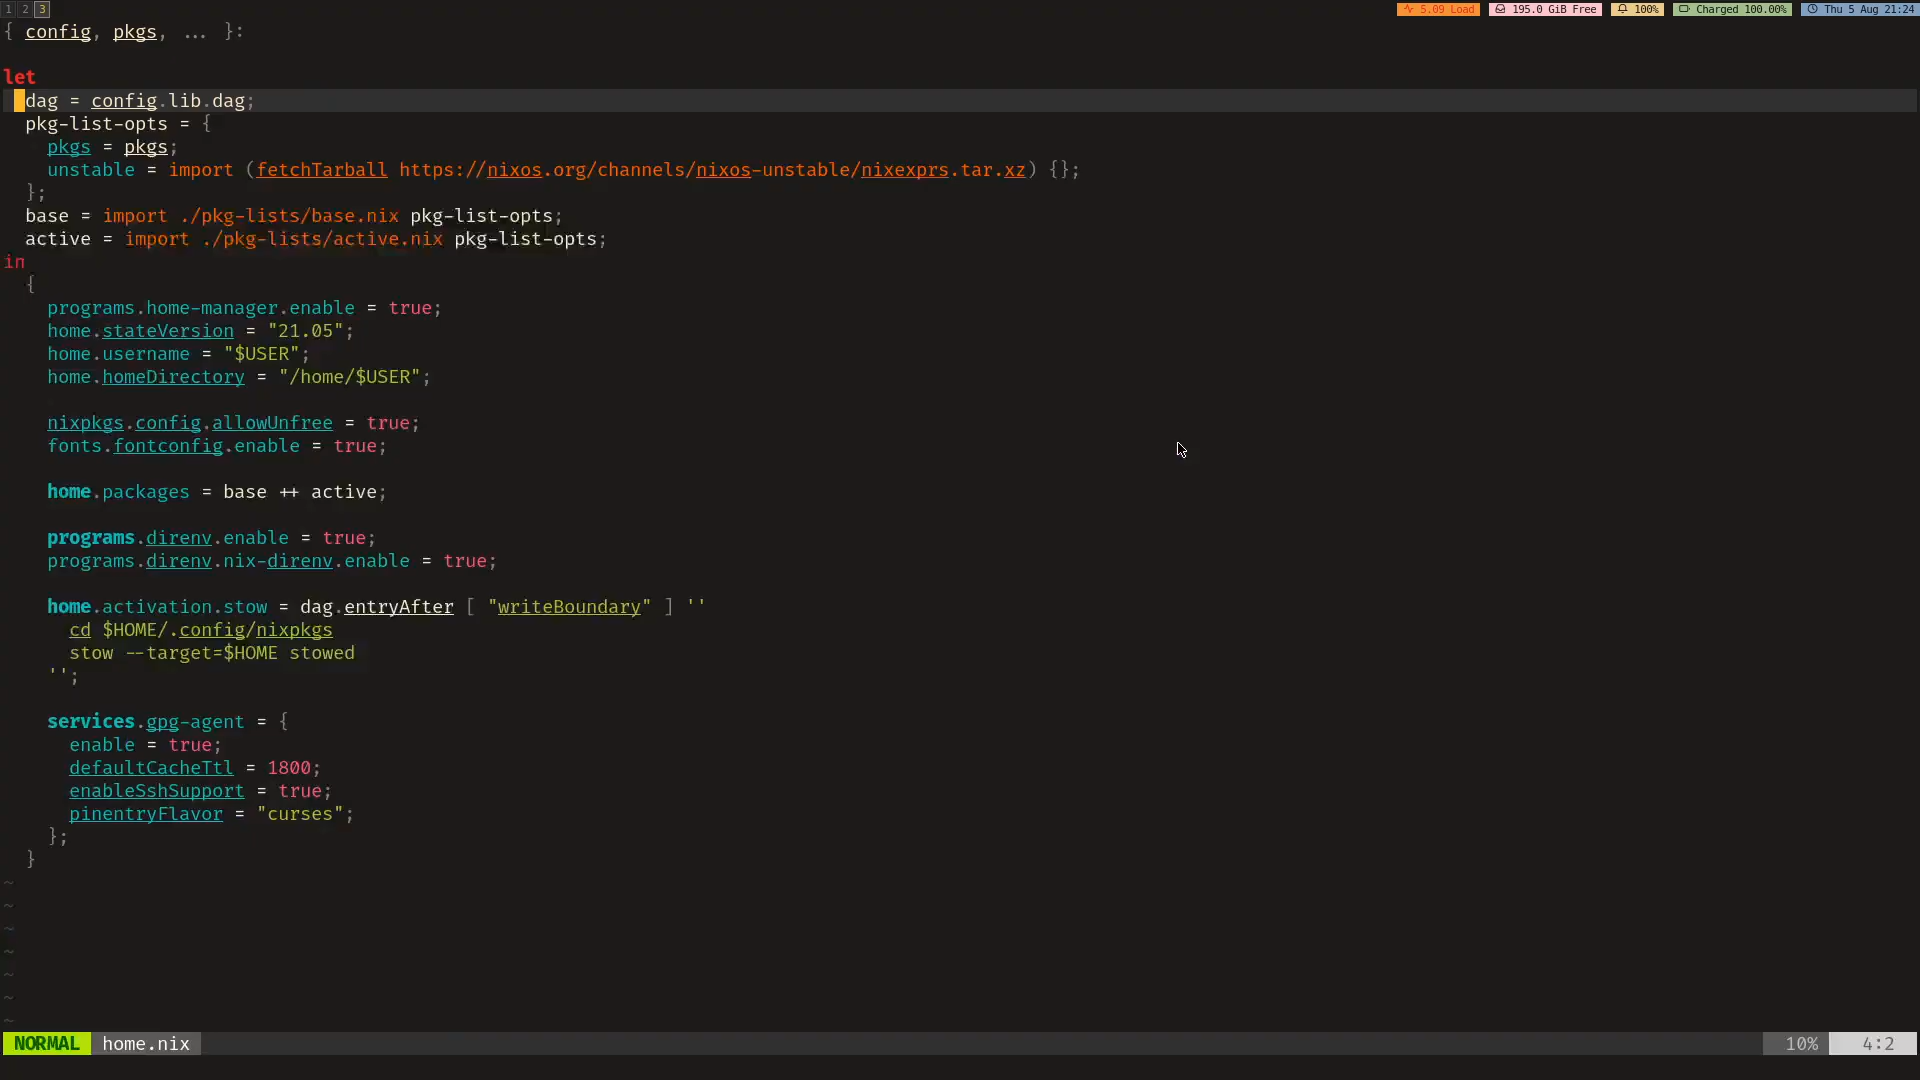 1 2 3 5.09 Load 195.0 GiB Free 100% Charged 100.00% Thu 5 Aug 21:24
{ config, pkgs, ... }:
let
dag = config.lib.dag;
pkg-list-opts = {
pkgs = pkgs;
unstable = import (fetchTarball https://nixos.org/channels/nixos-unstable/nixexprs.tar.xz) {};
};
base = import ./pkg-lists/base.nix pkg-list-opts;
active = import ./pkg-lists/active.nix pkg-list-opts;
in
{
programs.home-manager.enable = true;
home.stateVersion = "21.05";
home.username = "$USER";
home.homeDirectory = "/home/$USER";
nixpkgs.config.allowUnfree = true;
fonts.fontconfig.enable = true;
home.packages = base ++ active;
programs.direnv.enable = true;
programs.direnv.nix-direnv.enable = true;
home.activation.stow = dag.entryAfter [ "writeBoundary" ] ''
cd $HOME/.config/nixpkgs
stow --target=$HOME stowed
'';
services.gpg-agent = {
enable = true;
defaultCacheTtl = 1800;
enableSshSupport = true;
pinentryFlavor = "curses";
};
}
~
~
~
~
~
~
~
NORMAL home.nix 10% 4:2